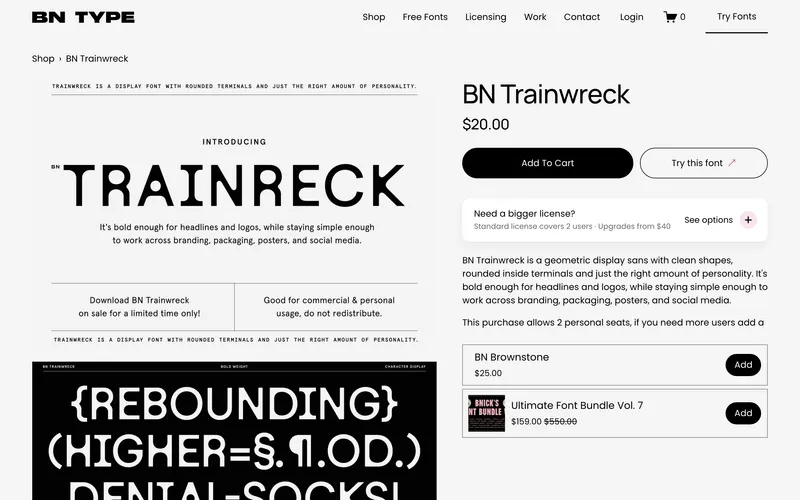 BN TYPE
Shop Free Fonts Licensing Work Contact Login 0 Try Fonts
Shop › BN Trainwreck
TRAINWRECK IS A DISPLAY FONT WITH ROUNDED TERMINALS AND JUST THE RIGHT AMOUNT OF PERSONALITY.
INTRODUCING
BN TRAINRECK
It's bold enough for headlines and logos, while staying simple enough
to work across branding, packaging, posters, and social media.
Download BN Trainwreck
on sale for a limited time only!
Good for commercial & personal
usage, do not redistribute.
TRAINWRECK IS A DISPLAY FONT WITH ROUNDED TERMINALS AND JUST THE RIGHT AMOUNT OF PERSONALITY.
BN TRAINWRECK BOLD WEIGHT CHARACTER DISPLAY
{REBOUNDING}
(HIGHER=§.¶.OD.)
DENIAL-SOCKS!
BN Trainwreck
$20.00
Add To Cart
Try this font ↗
Need a bigger license?
Standard license covers 2 users · Upgrades from $40
See options +
BN Trainwreck is a geometric display sans with clean shapes,
rounded inside terminals and just the right amount of personality. It's
bold enough for headlines and logos, while staying simple enough to
work across branding, packaging, posters, and social media.
This purchase allows 2 personal seats, if you need more users add a
BN Brownstone
$25.00
Add
BNICK'S
NT BUNDLE
Ultimate Font Bundle Vol. 7
$159.00 $550.00
Add